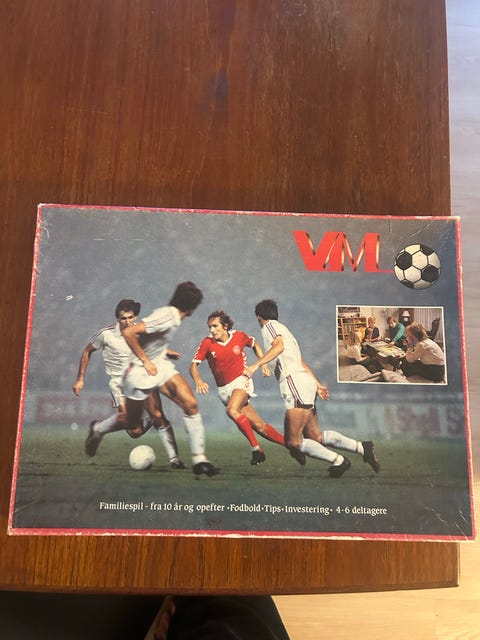 VM
Familiespil - fra 10 år og opefter •Fodbold•Tips•Investering• 4-6 deltagere